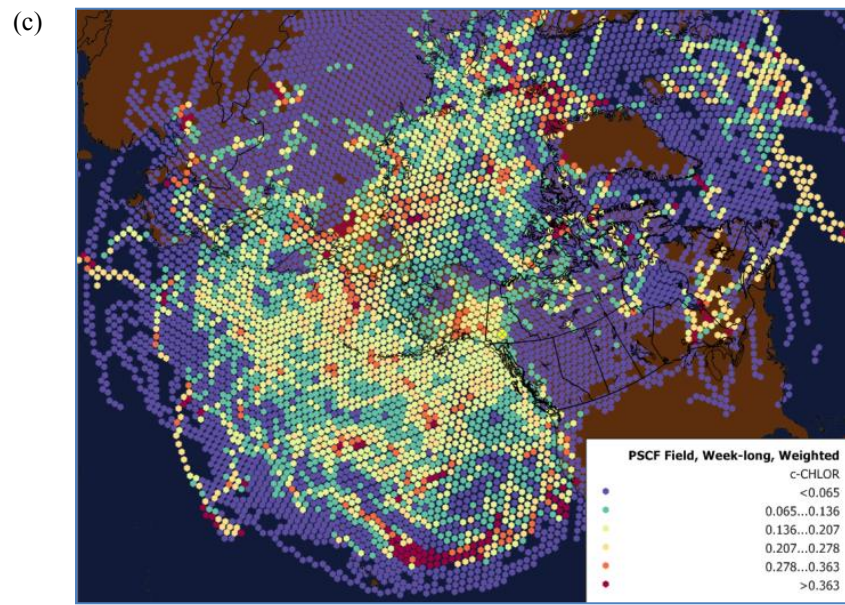 (c)
PSCF Field, Week-long, Weighted
c-CHLOR
<0.065
0.065...0.136
0.136...0.207
0.207...0.278
0.278...0.363
>0.363